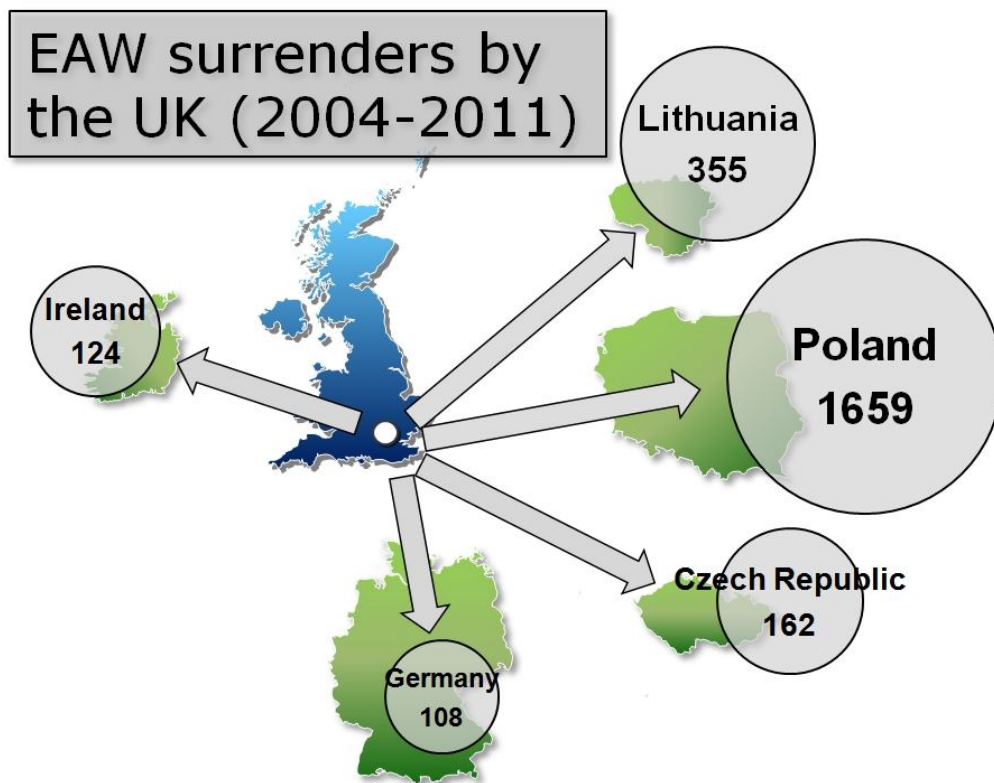 EAW surrenders by
the UK (2004-2011)
Lithuania
355
Ireland
124
Poland
1659
Czech Republic
162
Germany
108